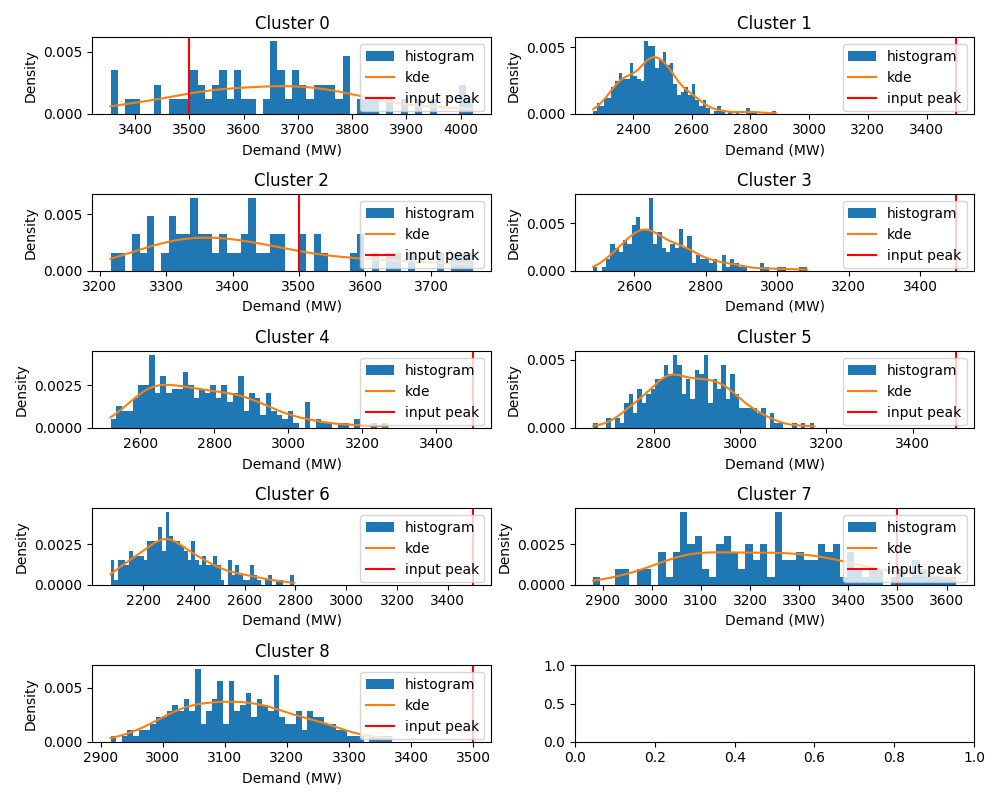 Cluster 0
Density
0.005
0.000
histogram
kde
input peak
3400 3500 3600 3700 3800 3900 4000
Demand (MW)
Cluster 1
Density
0.005
0.000
histogram
kde
input peak
2400 2600 2800 3000 3200 3400
Demand (MW)
Cluster 2
Density
0.005
0.000
histogram
kde
input peak
3200 3300 3400 3500 3600 3700
Demand (MW)
Cluster 3
Density
0.005
0.000
histogram
kde
input peak
2600 2800 3000 3200 3400
Demand (MW)
Cluster 4
Density
0.0025
0.0000
histogram
kde
input peak
2600 2800 3000 3200 3400
Demand (MW)
Cluster 5
Density
0.005
0.000
histogram
kde
input peak
2800 3000 3200 3400
Demand (MW)
Cluster 6
Density
0.0025
0.0000
histogram
kde
input peak
2200 2400 2600 2800 3000 3200 3400
Demand (MW)
Cluster 7
Density
0.0025
0.0000
histogram
kde
input peak
2900 3000 3100 3200 3300 3400 3500 3600
Demand (MW)
Cluster 8
Density
0.005
0.000
histogram
kde
input peak
2900 3000 3100 3200 3300 3400 3500
Demand (MW)
1.0
0.5
0.0
0.0 0.2 0.4 0.6 0.8 1.0